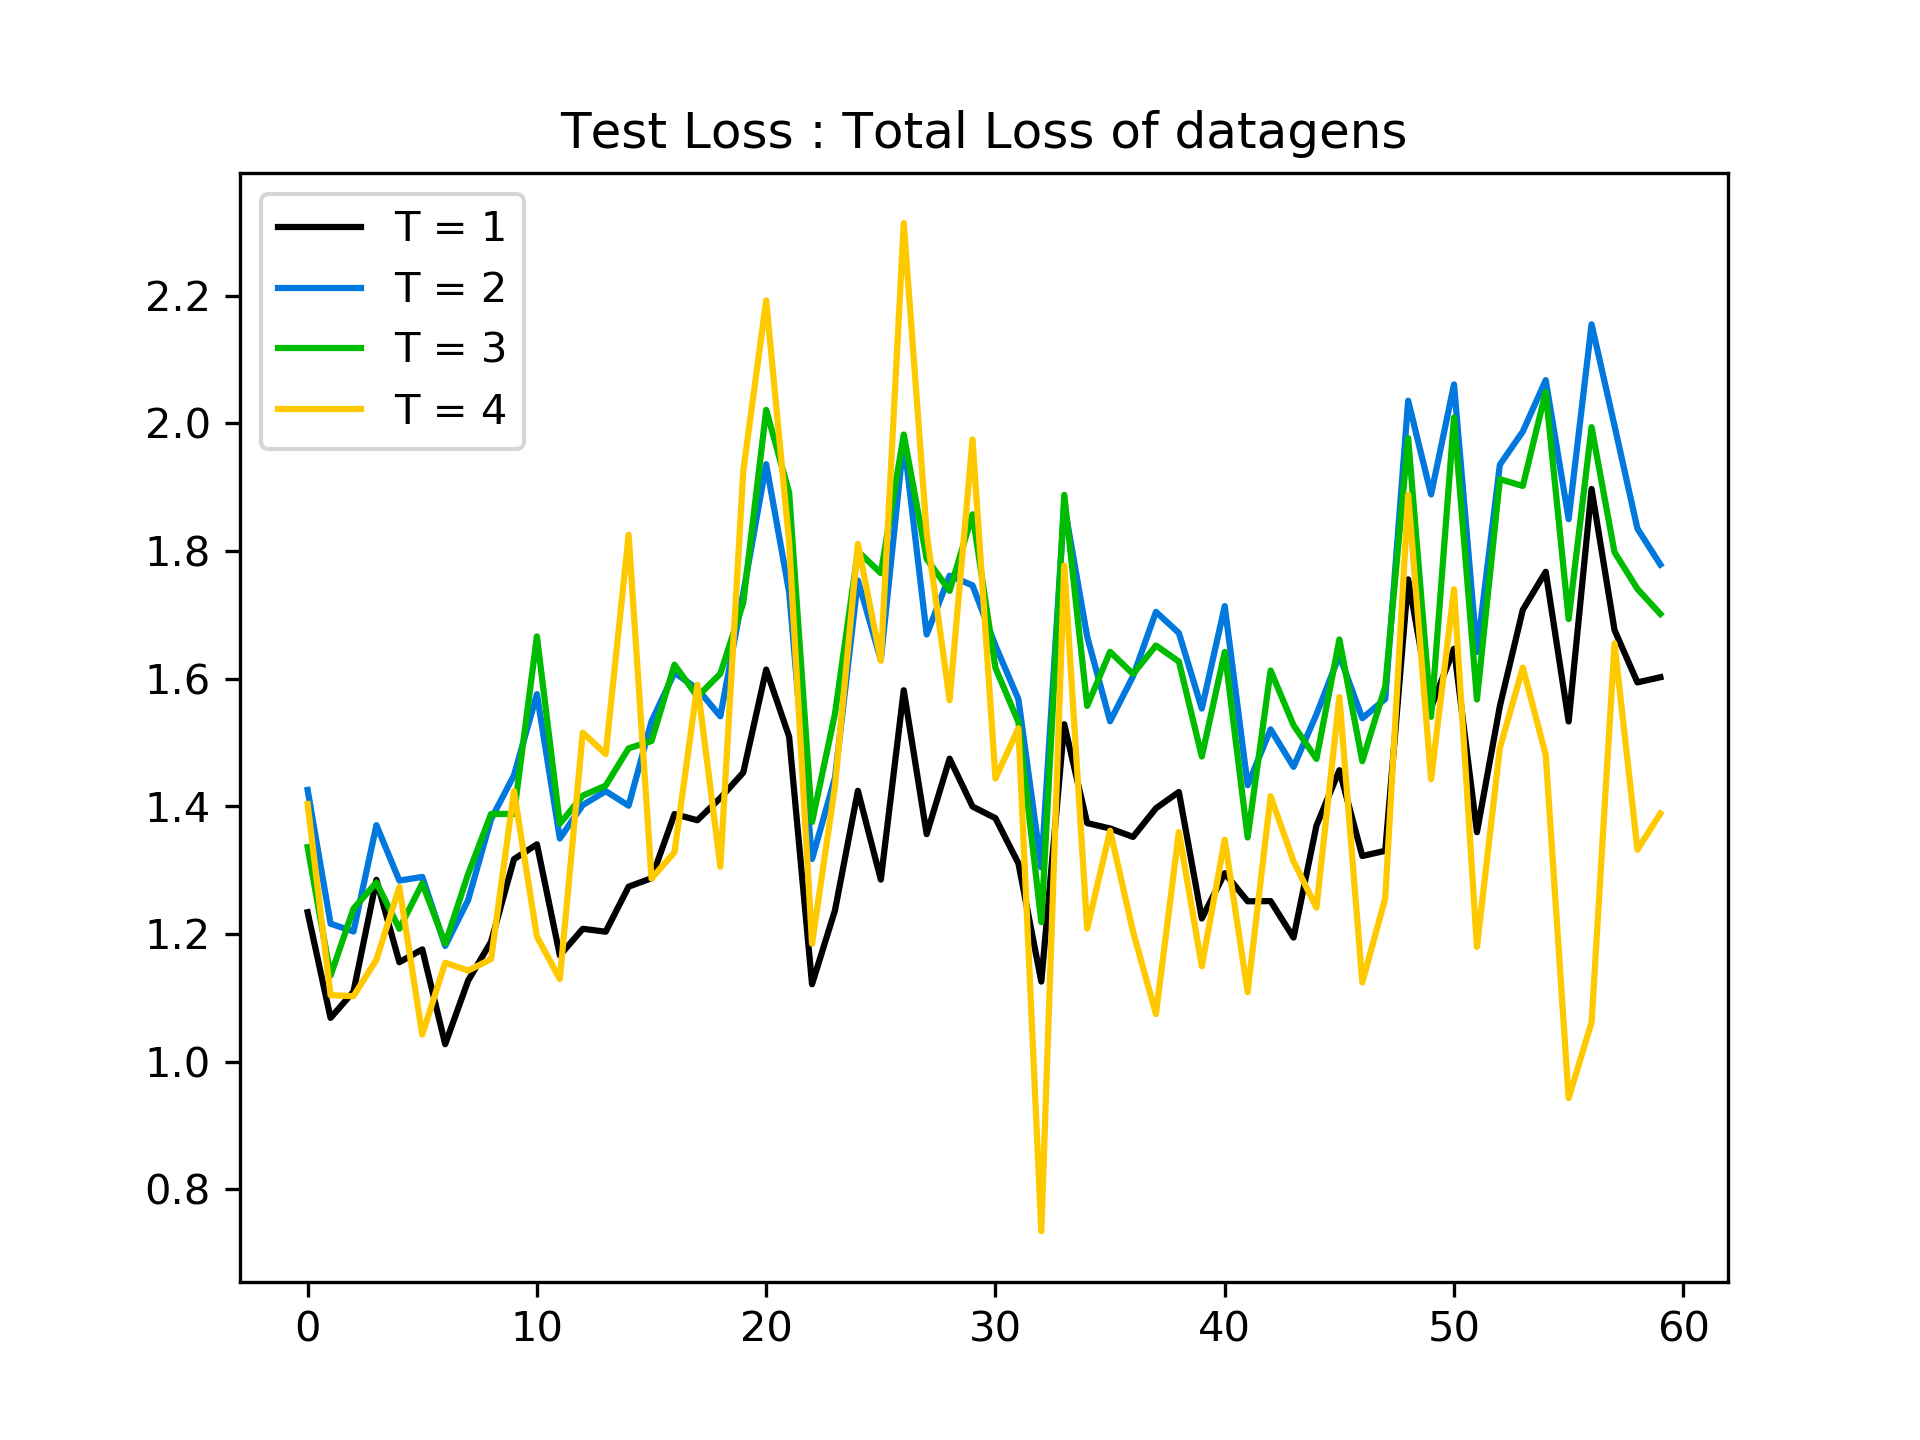 Test Loss : Total Loss of datagens
T = 1
T = 2
T = 3
T = 4
2.2
2.0
1.8
1.6
1.4
1.2
1.0
0.8
0 10 20 30 40 50 60